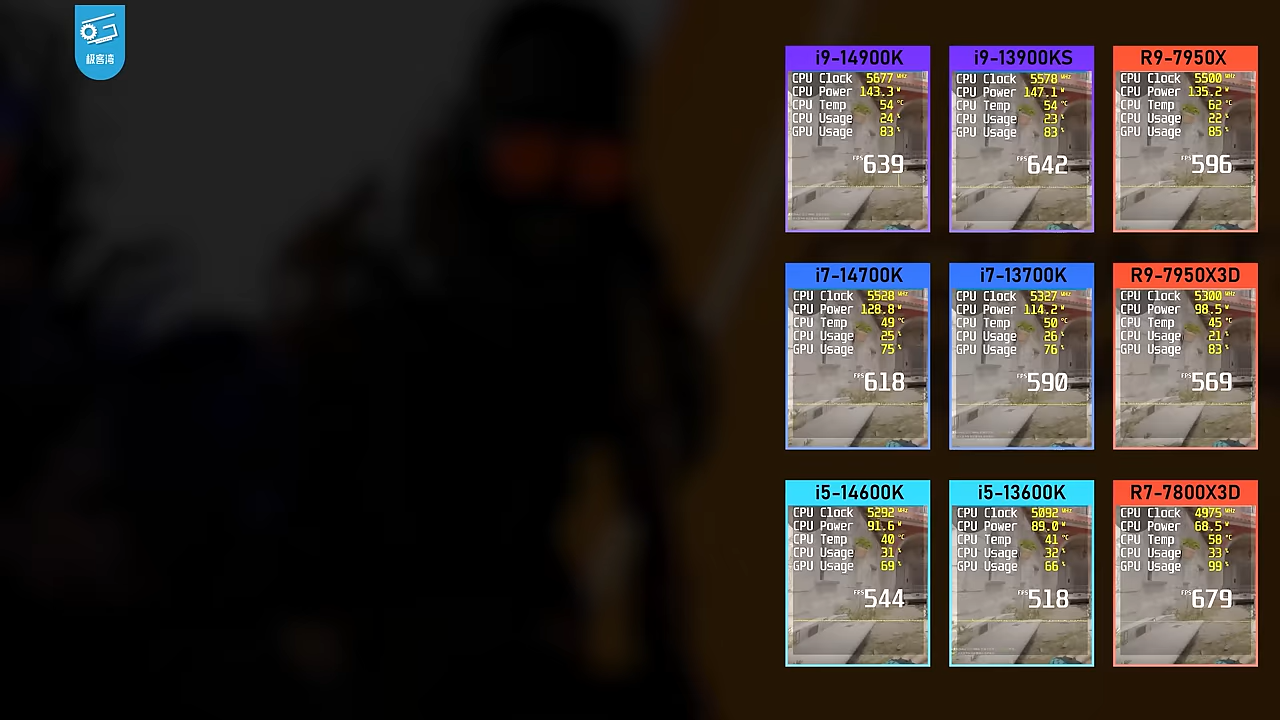 极客湾
i9-14900K
CPU Clock 5677 MHz
CPU Power 143.3 W
CPU Temp 54 °C
CPU Usage 24 %
GPU Usage 83 %
FPS 639
i9-13900KS
CPU Clock 5578 MHz
CPU Power 147.1 W
CPU Temp 54 °C
CPU Usage 23 %
GPU Usage 83 %
FPS 642
R9-7950X
CPU Clock 5500 MHz
CPU Power 135.2 W
CPU Temp 62 °C
CPU Usage 22 %
GPU Usage 85 %
FPS 596
i7-14700K
CPU Clock 5528 MHz
CPU Power 128.8 W
CPU Temp 49 °C
CPU Usage 25 %
GPU Usage 75 %
FPS 618
i7-13700K
CPU Clock 5327 MHz
CPU Power 114.2 W
CPU Temp 50 °C
CPU Usage 26 %
GPU Usage 76 %
FPS 590
R9-7950X3D
CPU Clock 5300 MHz
CPU Power 98.5 W
CPU Temp 45 °C
CPU Usage 21 %
GPU Usage 83 %
FPS 569
i5-14600K
CPU Clock 5292 MHz
CPU Power 91.6 W
CPU Temp 40 °C
CPU Usage 31 %
GPU Usage 69 %
FPS 544
i5-13600K
CPU Clock 5092 MHz
CPU Power 89.0 W
CPU Temp 41 °C
CPU Usage 32 %
GPU Usage 66 %
FPS 518
R7-7800X3D
CPU Clock 4975 MHz
CPU Power 68.5 W
CPU Temp 58 °C
CPU Usage 33 %
GPU Usage 99 %
FPS 679